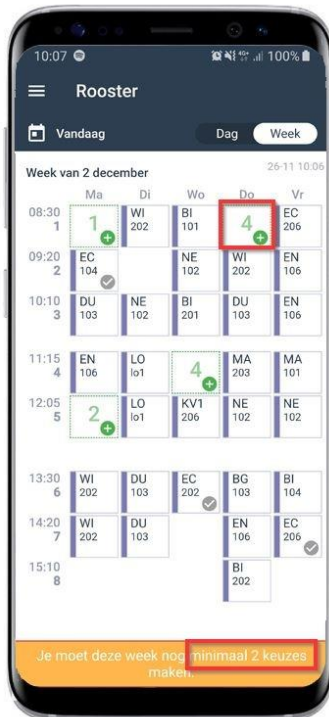 10:07 100%
Rooster
Vandaag Dag Week
Week van 2 december 26-11 10:06
Ma Di Wo Do Vr
08:30 1 WI BI 4 EC
1 202 101 206
09:20 EC NE WI EN
2 104 102 202 106
10:10 DU NE BI DU EN
3 103 102 201 103 106
11:15 EN LO 4 MA MA
4 106 lo1 203 101
12:05 2 LO KV1 NE NE
5 lo1 206 102 102
13:30 WI DU EC BG BI
6 202 103 202 103 104
14:20 WI DU EN EC
7 202 103 106 206
15:10 BI
8 202
Je moet deze week nog minimaal 2 keuzes
maken.